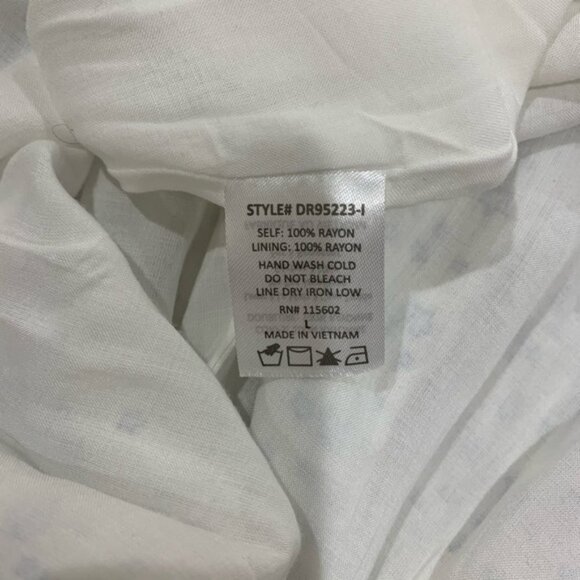 STYLE# DR95223-I
SELF: 100% RAYON
LINING: 100% RAYON
HAND WASH COLD
DO NOT BLEACH
LINE DRY IRON LOW
RN# 115602
L
MADE IN VIETNAM